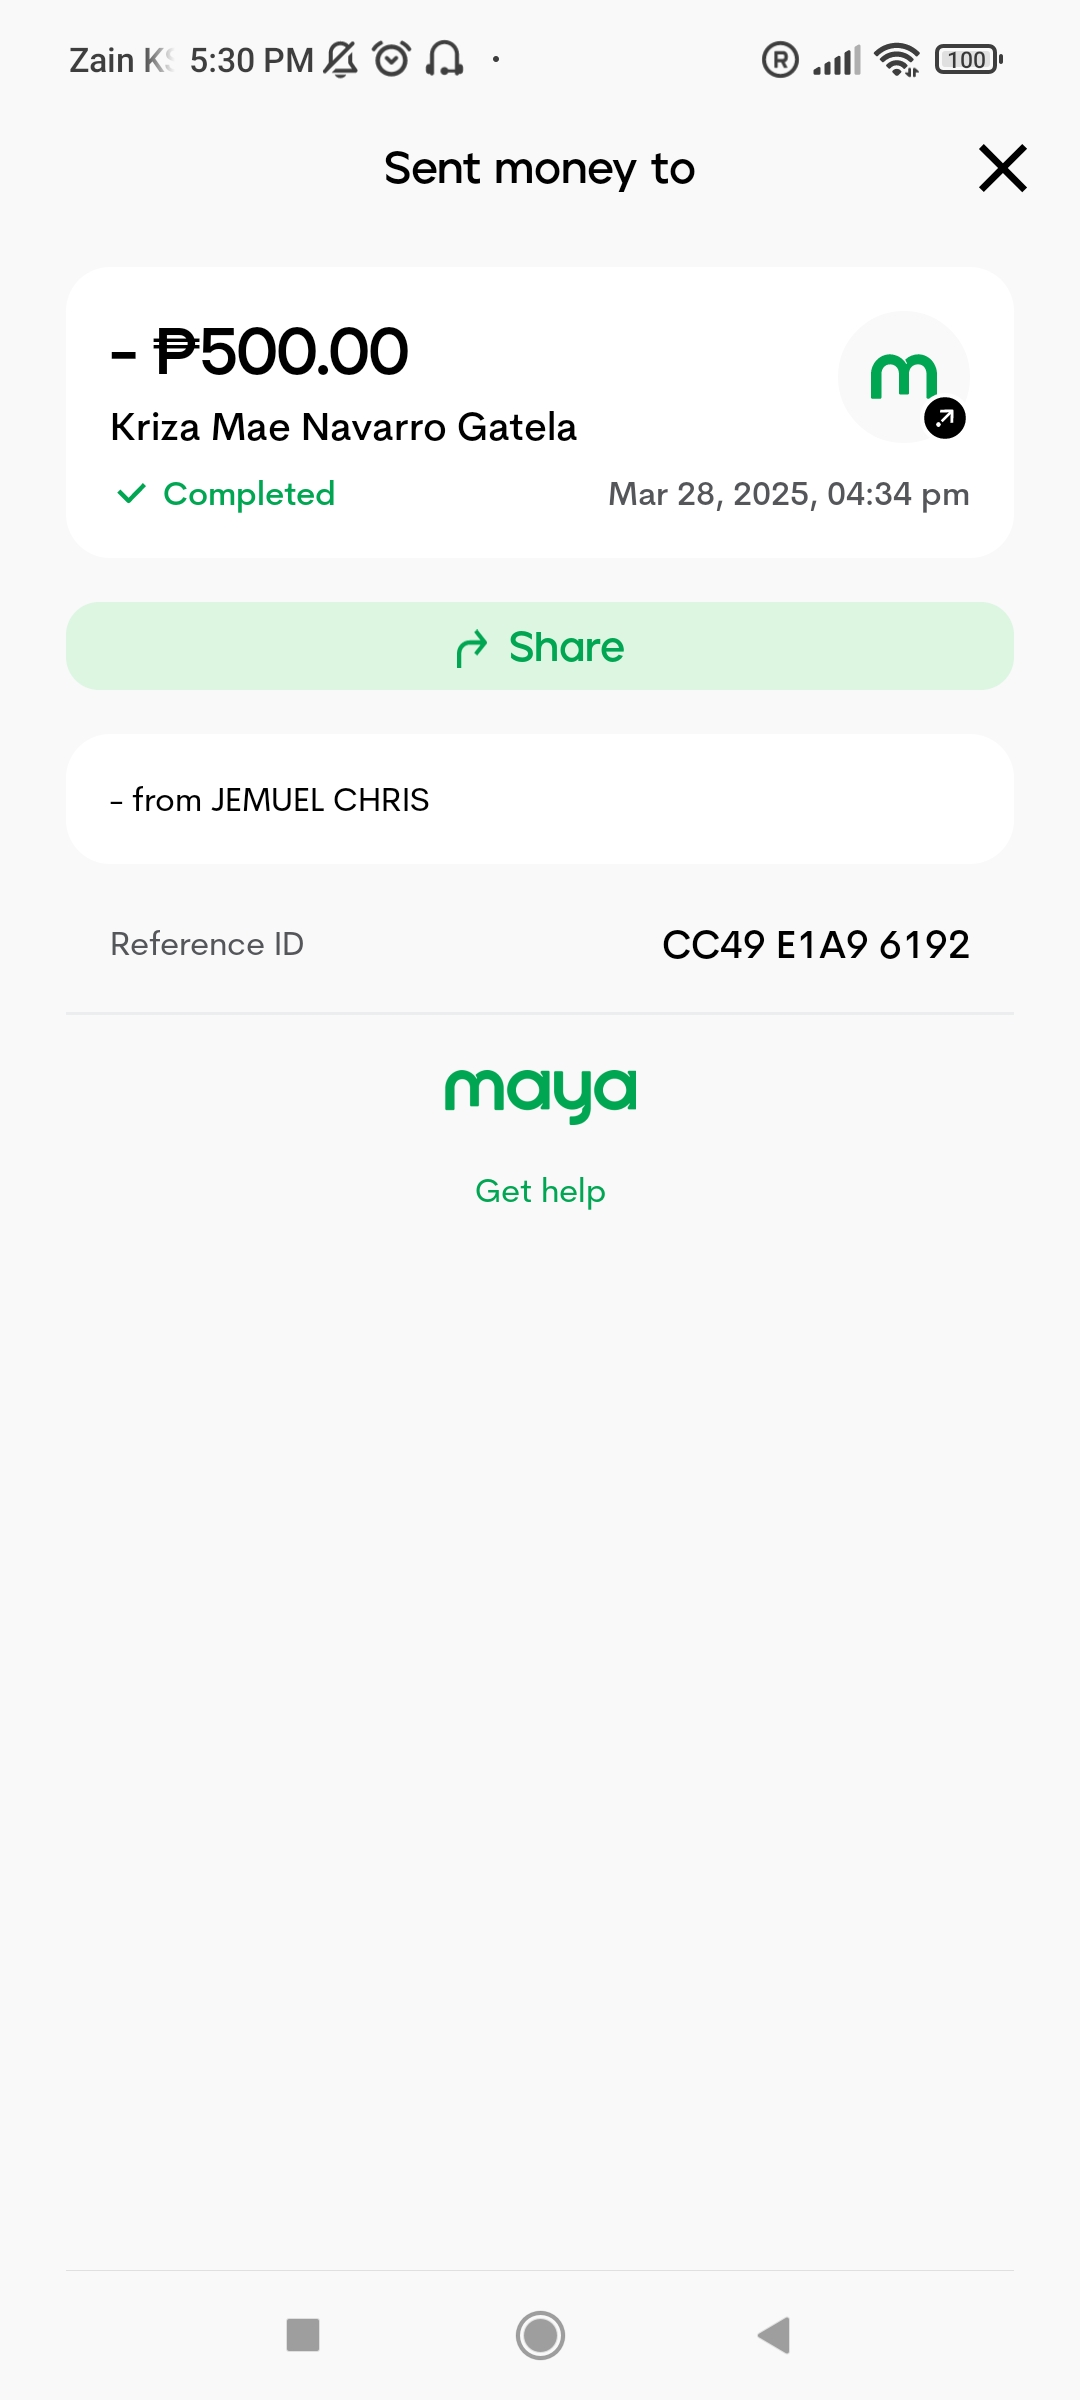 Zain KS 5:30 PM
100
Sent money to
- ₱500.00
Kriza Mae Navarro Gatela
Completed
Mar 28, 2025, 04:34 pm
Share
- from JEMUEL CHRIS
Reference ID
CC49 E1A9 6192
maya
Get help